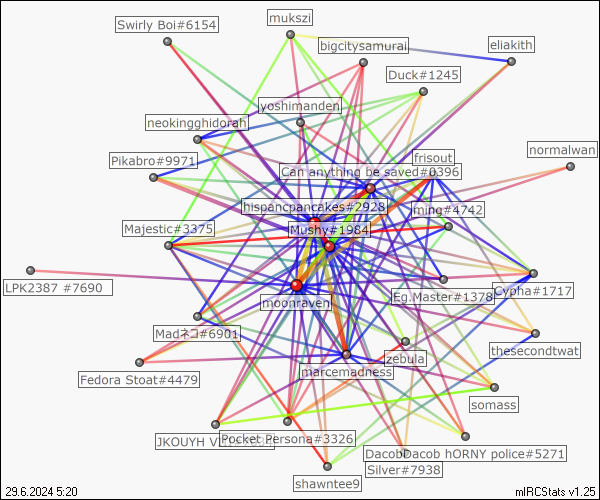 mukszi
Swirly Boi#6154
bigcitysamurai
eliakith
Duck#1245
yoshimanden
neokingghidorah
normalwan
Pikabro#9971
frisout
Can anything be saved#0396
hispancpancakes#2928
ming#4742
Majestic#3375
Mushy#1984
LPK2387 #7690
moonraven
Eg.Master#1378
Cypha#1717
Madネコ#6901
thesecondtwat
zebula
marcemadness
Fedora Stoat#4479
somass
JKOUYH
Pocket Persona#3326
DacobDacob hORNY police#5271
Silver#7938
shawntee9
29.6.2024 5:20
mIRCStats v1.25